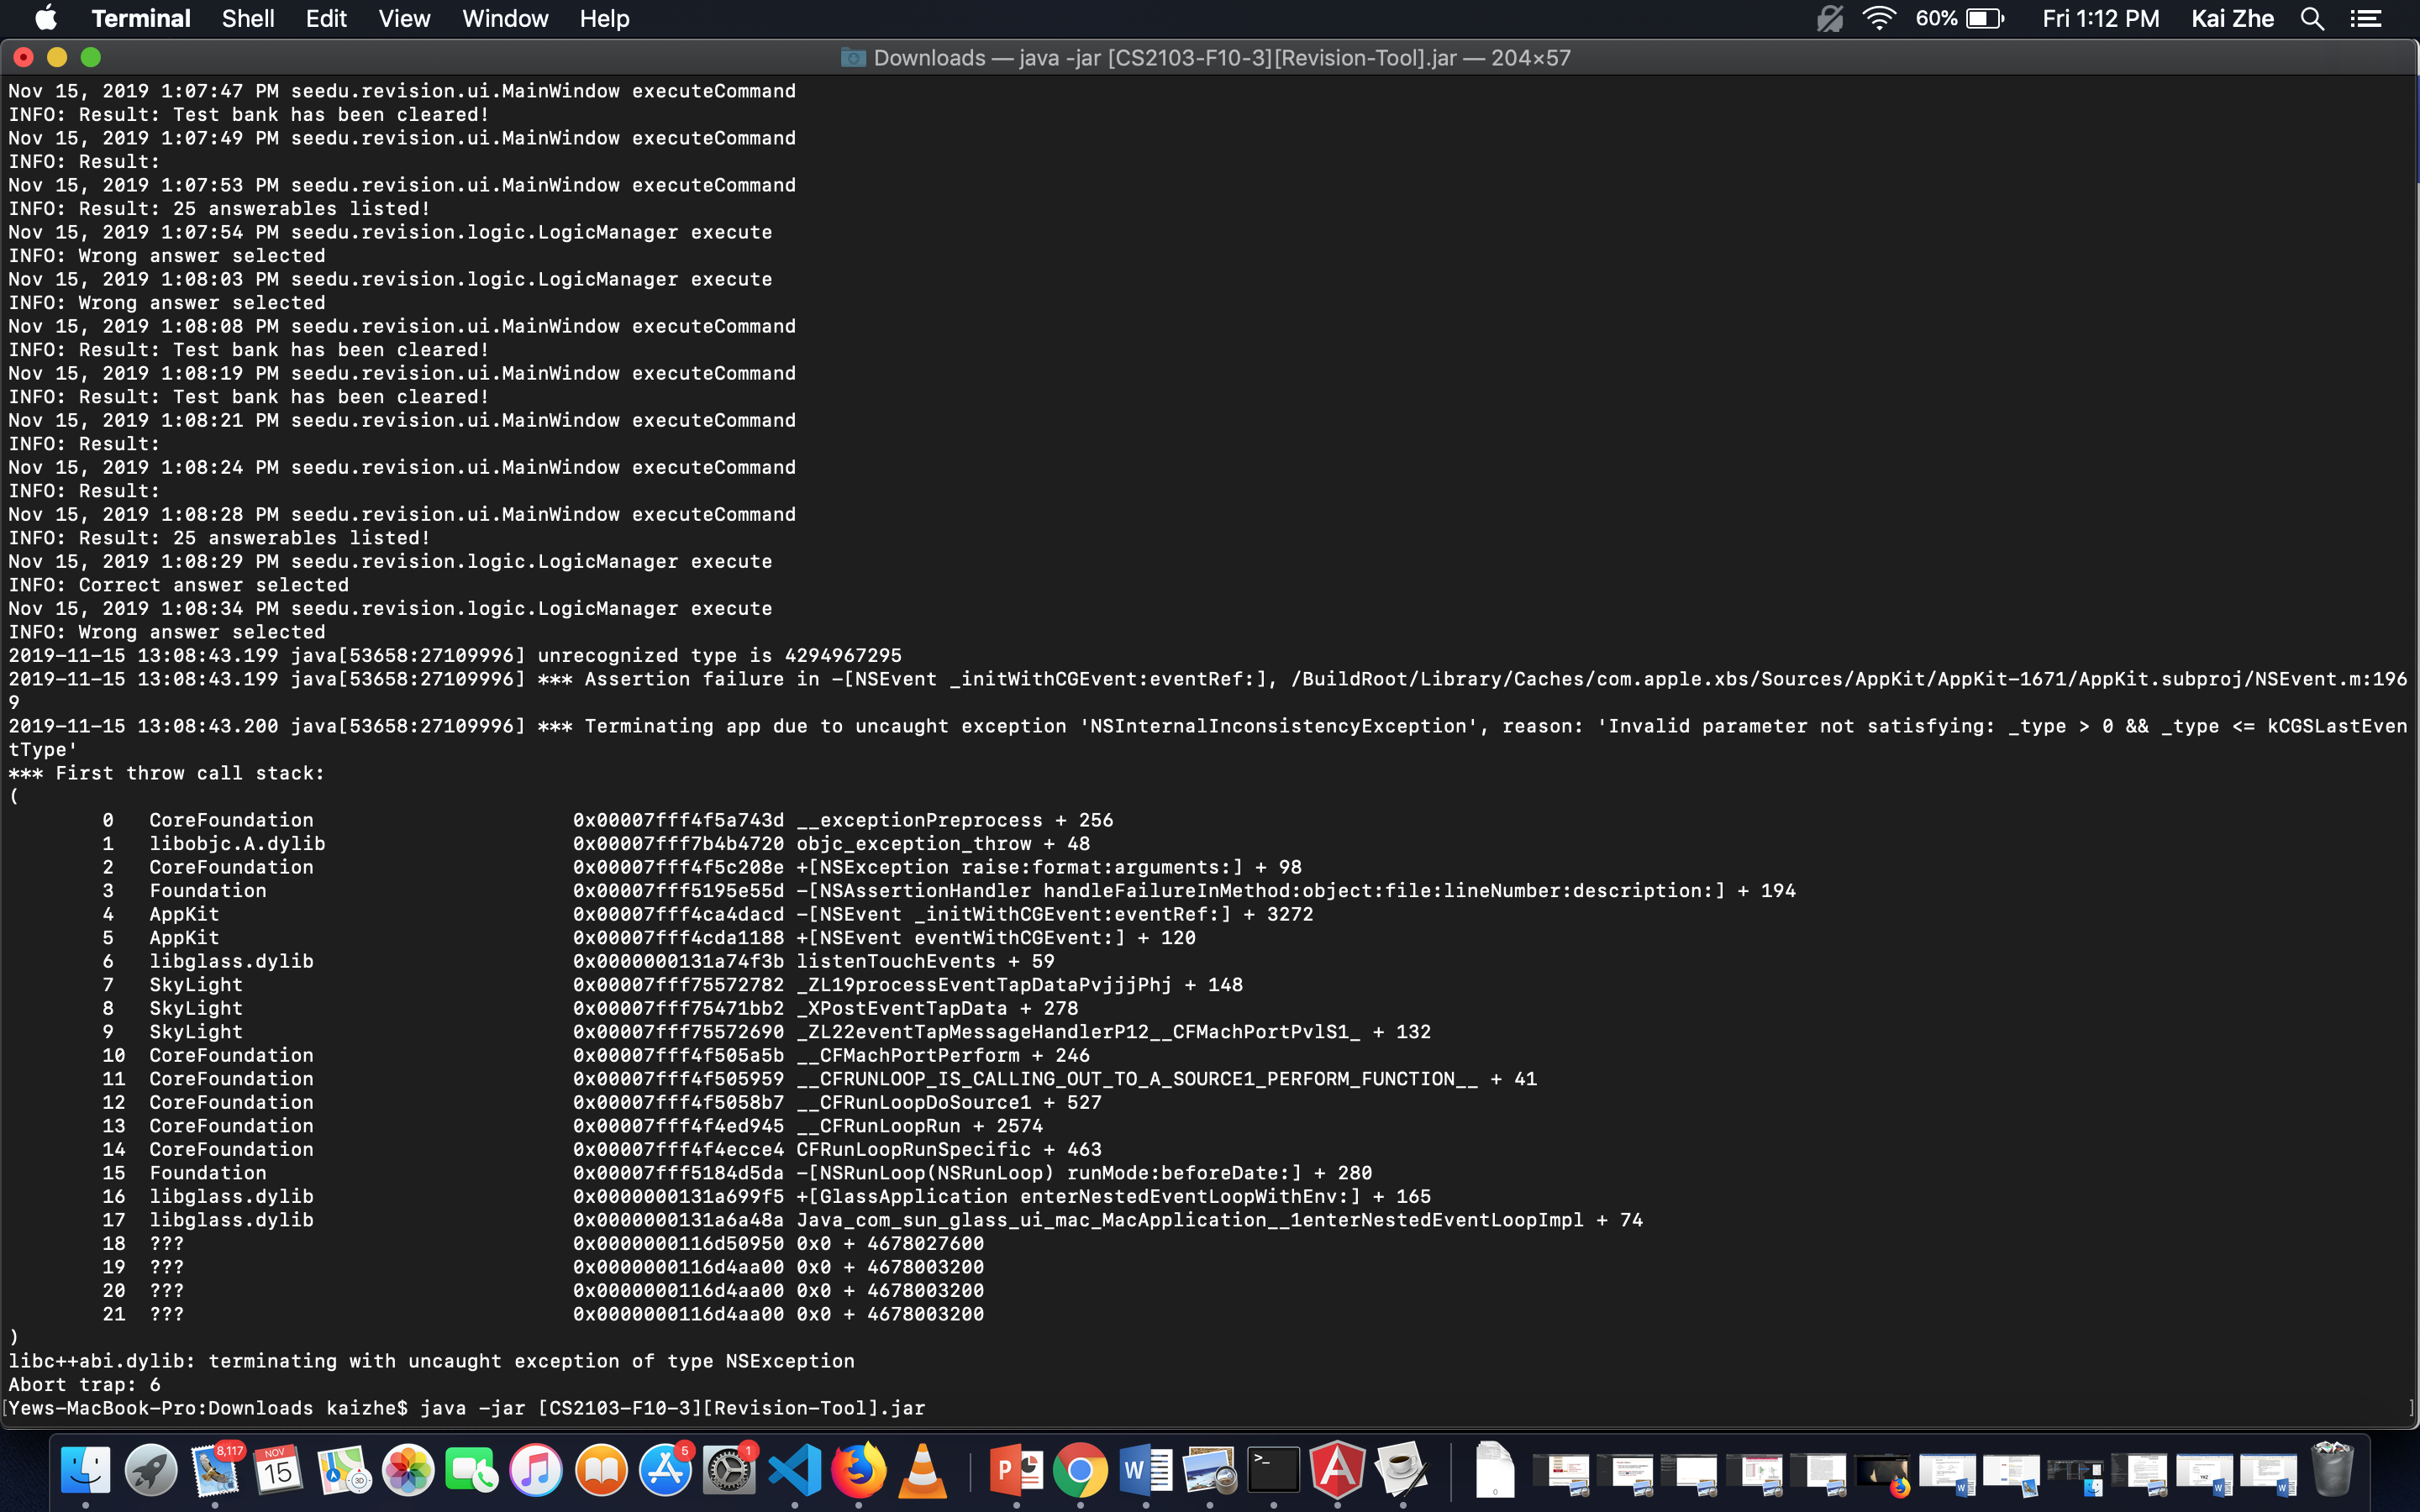 Terminal Shell Edit View Window Help 60% Fri 1:12 PM Kai Zhe
Downloads — java -jar [CS2103-F10-3][Revision-Tool].jar — 204×57
Nov 15, 2019 1:07:47 PM seedu.revision.ui.MainWindow executeCommand
INFO: Result: Test bank has been cleared!
Nov 15, 2019 1:07:49 PM seedu.revision.ui.MainWindow executeCommand
INFO: Result:
Nov 15, 2019 1:07:53 PM seedu.revision.ui.MainWindow executeCommand
INFO: Result: 25 answerables listed!
Nov 15, 2019 1:07:54 PM seedu.revision.logic.LogicManager execute
INFO: Wrong answer selected
Nov 15, 2019 1:08:03 PM seedu.revision.logic.LogicManager execute
INFO: Wrong answer selected
Nov 15, 2019 1:08:08 PM seedu.revision.ui.MainWindow executeCommand
INFO: Result: Test bank has been cleared!
Nov 15, 2019 1:08:19 PM seedu.revision.ui.MainWindow executeCommand
INFO: Result: Test bank has been cleared!
Nov 15, 2019 1:08:21 PM seedu.revision.ui.MainWindow executeCommand
INFO: Result:
Nov 15, 2019 1:08:24 PM seedu.revision.ui.MainWindow executeCommand
INFO: Result:
Nov 15, 2019 1:08:28 PM seedu.revision.ui.MainWindow executeCommand
INFO: Result: 25 answerables listed!
Nov 15, 2019 1:08:29 PM seedu.revision.logic.LogicManager execute
INFO: Correct answer selected
Nov 15, 2019 1:08:34 PM seedu.revision.logic.LogicManager execute
INFO: Wrong answer selected
2019-11-15 13:08:43.199 java[53658:27109996] unrecognized type is 4294967295
2019-11-15 13:08:43.199 java[53658:27109996] *** Assertion failure in -[NSEvent _initWithCGEvent:eventRef:], /BuildRoot/Library/Caches/com.apple.xbs/Sources/AppKit/AppKit-1671/AppKit.subproj/NSEvent.m:196
9
2019-11-15 13:08:43.200 java[53658:27109996] *** Terminating app due to uncaught exception 'NSInternalInconsistencyException', reason: 'Invalid parameter not satisfying: _type > 0 && _type <= kCGSLastEven
tType'
*** First throw call stack:
(
0 CoreFoundation 0x00007fff4f5a743d __exceptionPreprocess + 256
1 libobjc.A.dylib 0x00007fff7b4b4720 objc_exception_throw + 48
2 CoreFoundation 0x00007fff4f5c208e +[NSException raise:format:arguments:] + 98
3 Foundation 0x00007fff5195e55d -[NSAssertionHandler handleFailureInMethod:object:file:lineNumber:description:] + 194
4 AppKit 0x00007fff4ca4dacd -[NSEvent _initWithCGEvent:eventRef:] + 3272
5 AppKit 0x00007fff4cda1188 +[NSEvent eventWithCGEvent:] + 120
6 libglass.dylib 0x0000000131a74f3b listenTouchEvents + 59
7 SkyLight 0x00007fff75572782 _ZL19processEventTapDataPvjjjPhj + 148
8 SkyLight 0x00007fff75471bb2 _XPostEventTapData + 278
9 SkyLight 0x00007fff75572690 _ZL22eventTapMessageHandlerP12__CFMachPortPvlS1_ + 132
10 CoreFoundation 0x00007fff4f505a5b __CFMachPortPerform + 246
11 CoreFoundation 0x00007fff4f505959 __CFRUNLOOP_IS_CALLING_OUT_TO_A_SOURCE1_PERFORM_FUNCTION__ + 41
12 CoreFoundation 0x00007fff4f5058b7 __CFRunLoopDoSource1 + 527
13 CoreFoundation 0x00007fff4f4ed945 __CFRunLoopRun + 2574
14 CoreFoundation 0x00007fff4f4ecce4 CFRunLoopRunSpecific + 463
15 Foundation 0x00007fff5184d5da -[NSRunLoop(NSRunLoop) runMode:beforeDate:] + 280
16 libglass.dylib 0x0000000131a699f5 +[GlassApplication enterNestedEventLoopWithEnv:] + 165
17 libglass.dylib 0x0000000131a6a48a Java_com_sun_glass_ui_mac_MacApplication__1enterNestedEventLoopImpl + 74
18 ??? 0x0000000116d50950 0x0 + 4678027600
19 ??? 0x0000000116d4aa00 0x0 + 4678003200
20 ??? 0x0000000116d4aa00 0x0 + 4678003200
21 ??? 0x0000000116d4aa00 0x0 + 4678003200
)
libc++abi.dylib: terminating with uncaught exception of type NSException
Abort trap: 6
[Yews-MacBook-Pro:Downloads kaizhe$ java -jar [CS2103-F10-3][Revision-Tool].jar ]
8,117 NOV 15 3D 5 1 P W >_ A 0